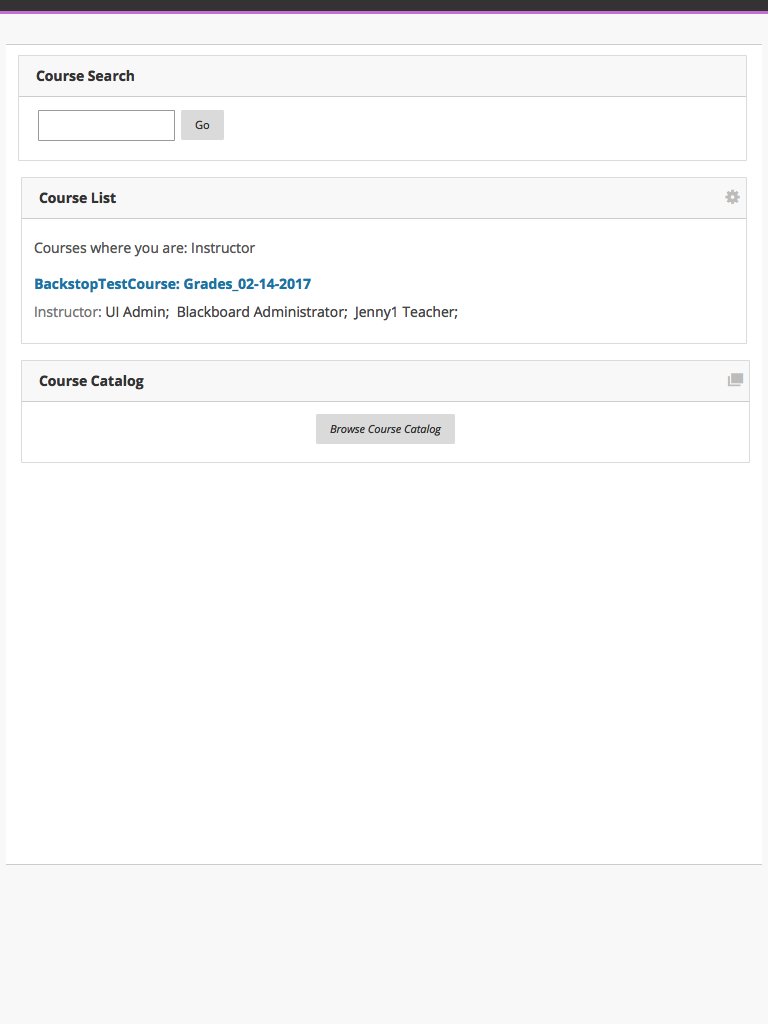 Course Search
Go
Course List
Courses where you are: Instructor
BackstopTestCourse: Grades_02-14-2017
Instructor: UI Admin;  Blackboard Administrator;  Jenny1 Teacher;
Course Catalog
Browse Course Catalog